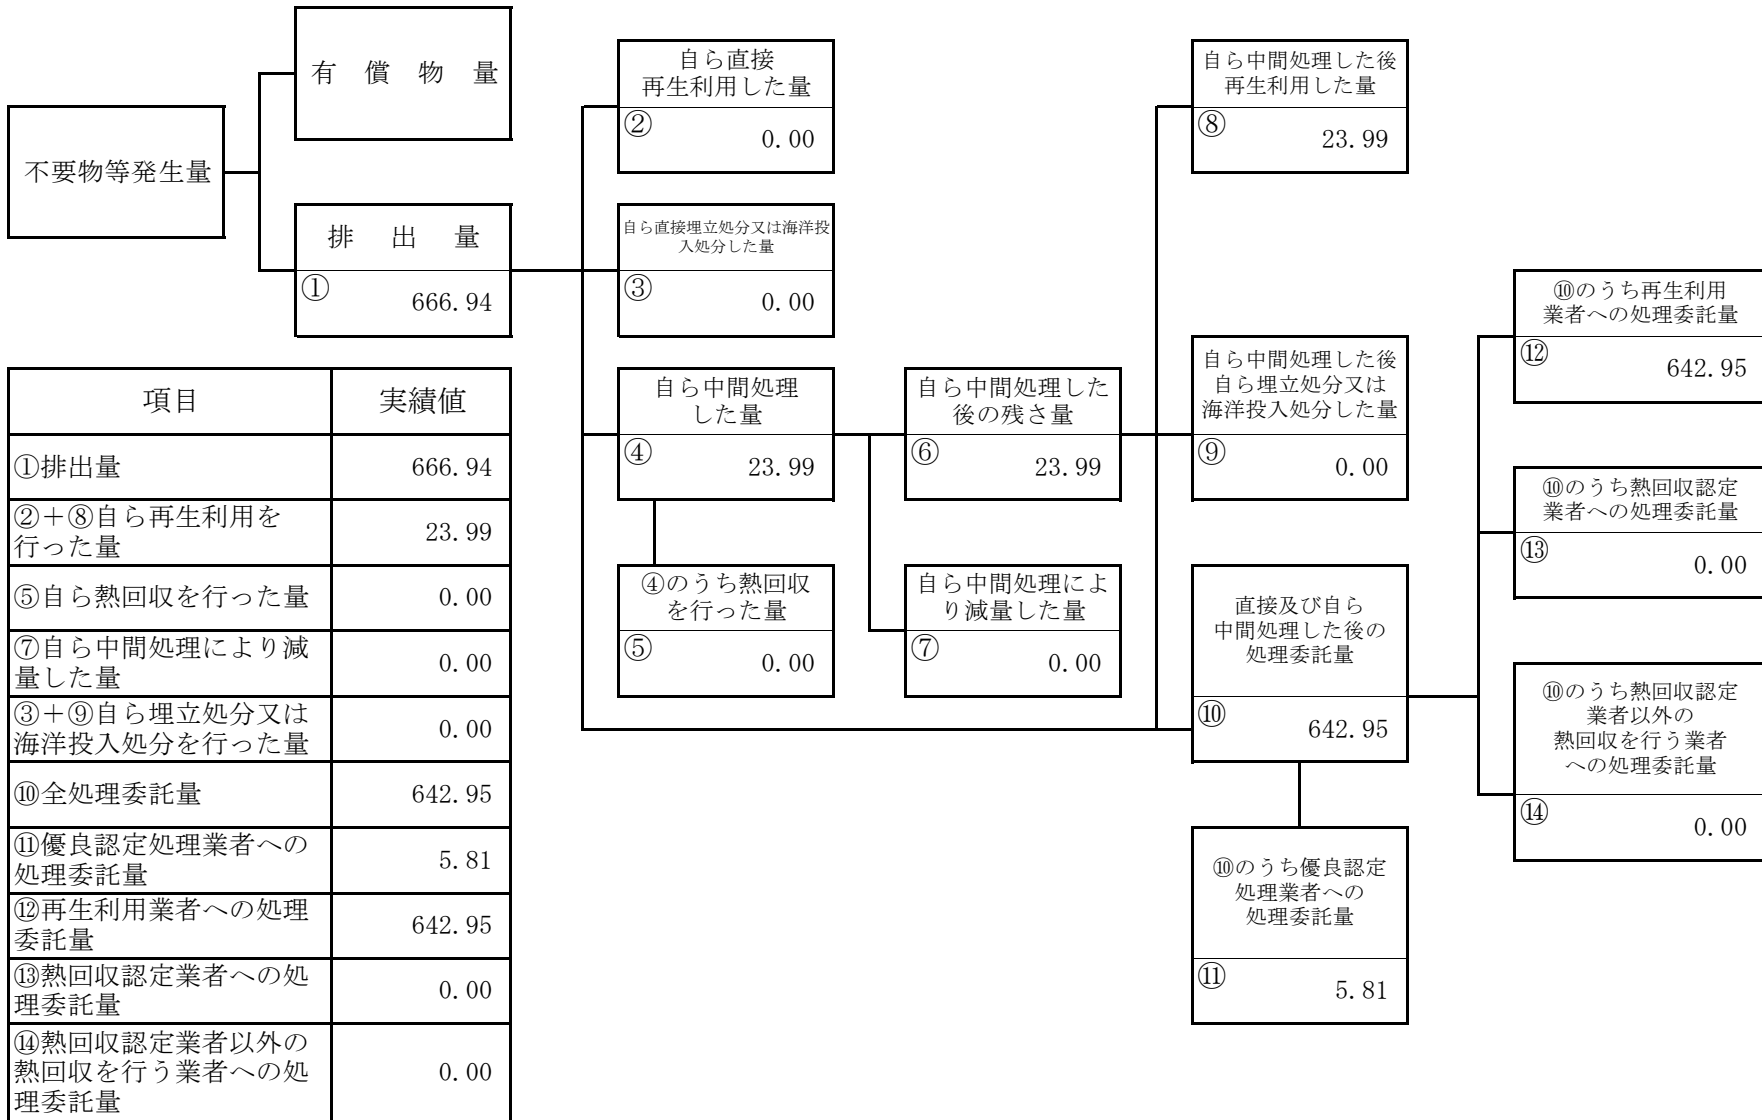 有償物量
不要物等発生量
排出量
① 666.94
自ら直接
再生利用した量
② 0.00
自ら直接埋立処分又は海洋投
入処分した量
③ 0.00
自ら中間処理
した量
④ 23.99
④のうち熱回収
を行った量
⑤ 0.00
自ら中間処理した
後の残さ量
⑥ 23.99
自ら中間処理によ
り減量した量
⑦ 0.00
自ら中間処理した後
再生利用した量
⑧ 23.99
自ら中間処理した後
自ら埋立処分又は
海洋投入処分した量
⑨ 0.00
直接及び自ら
中間処理した後の
処理委託量
⑩ 642.95
⑩のうち優良認定
処理業者への
処理委託量
⑪ 5.81
⑩のうち再生利用
業者への処理委託量
⑫ 642.95
⑩のうち熱回収認定
業者への処理委託量
⑬ 0.00
⑩のうち熱回収認定
業者以外の
熱回収を行う業者
への処理委託量
⑭ 0.00
項目 実績値
①排出量 666.94
②+⑧自ら再生利用を
行った量 23.99
⑤自ら熱回収を行った量 0.00
⑦自ら中間処理により減
量した量 0.00
③+⑨自ら埋立処分又は
海洋投入処分を行った量 0.00
⑩全処理委託量 642.95
⑪優良認定処理業者への
処理委託量 5.81
⑫再生利用業者への処理
委託量 642.95
⑬熱回収認定業者への処
理委託量 0.00
⑭熱回収認定業者以外の
熱回収を行う業者への処
理委託量 0.00